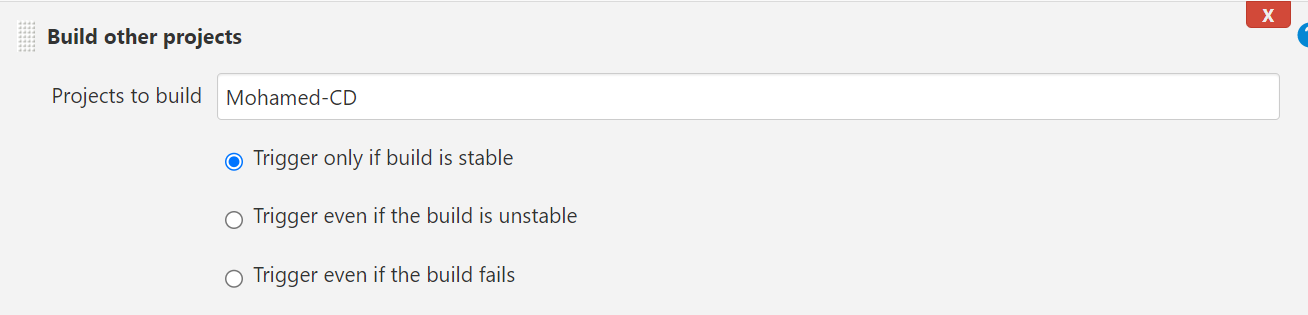 X
Build other projects
Projects to build Mohamed-CD
Trigger only if build is stable
Trigger even if the build is unstable
Trigger even if the build fails